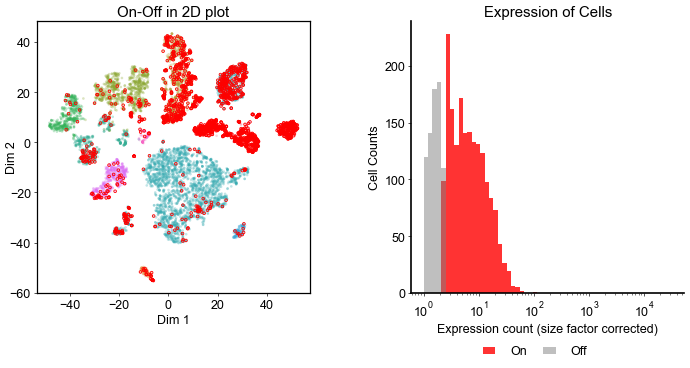 On-Off in 2D plot
Dim 2
40
20
0
−20
−40
−60
−40 −20 0 20 40
Dim 1
Expression of Cells
Cell Counts
200
150
100
50
0
10^0 10^1 10^2 10^3 10^4
Expression count (size factor corrected)
On Off